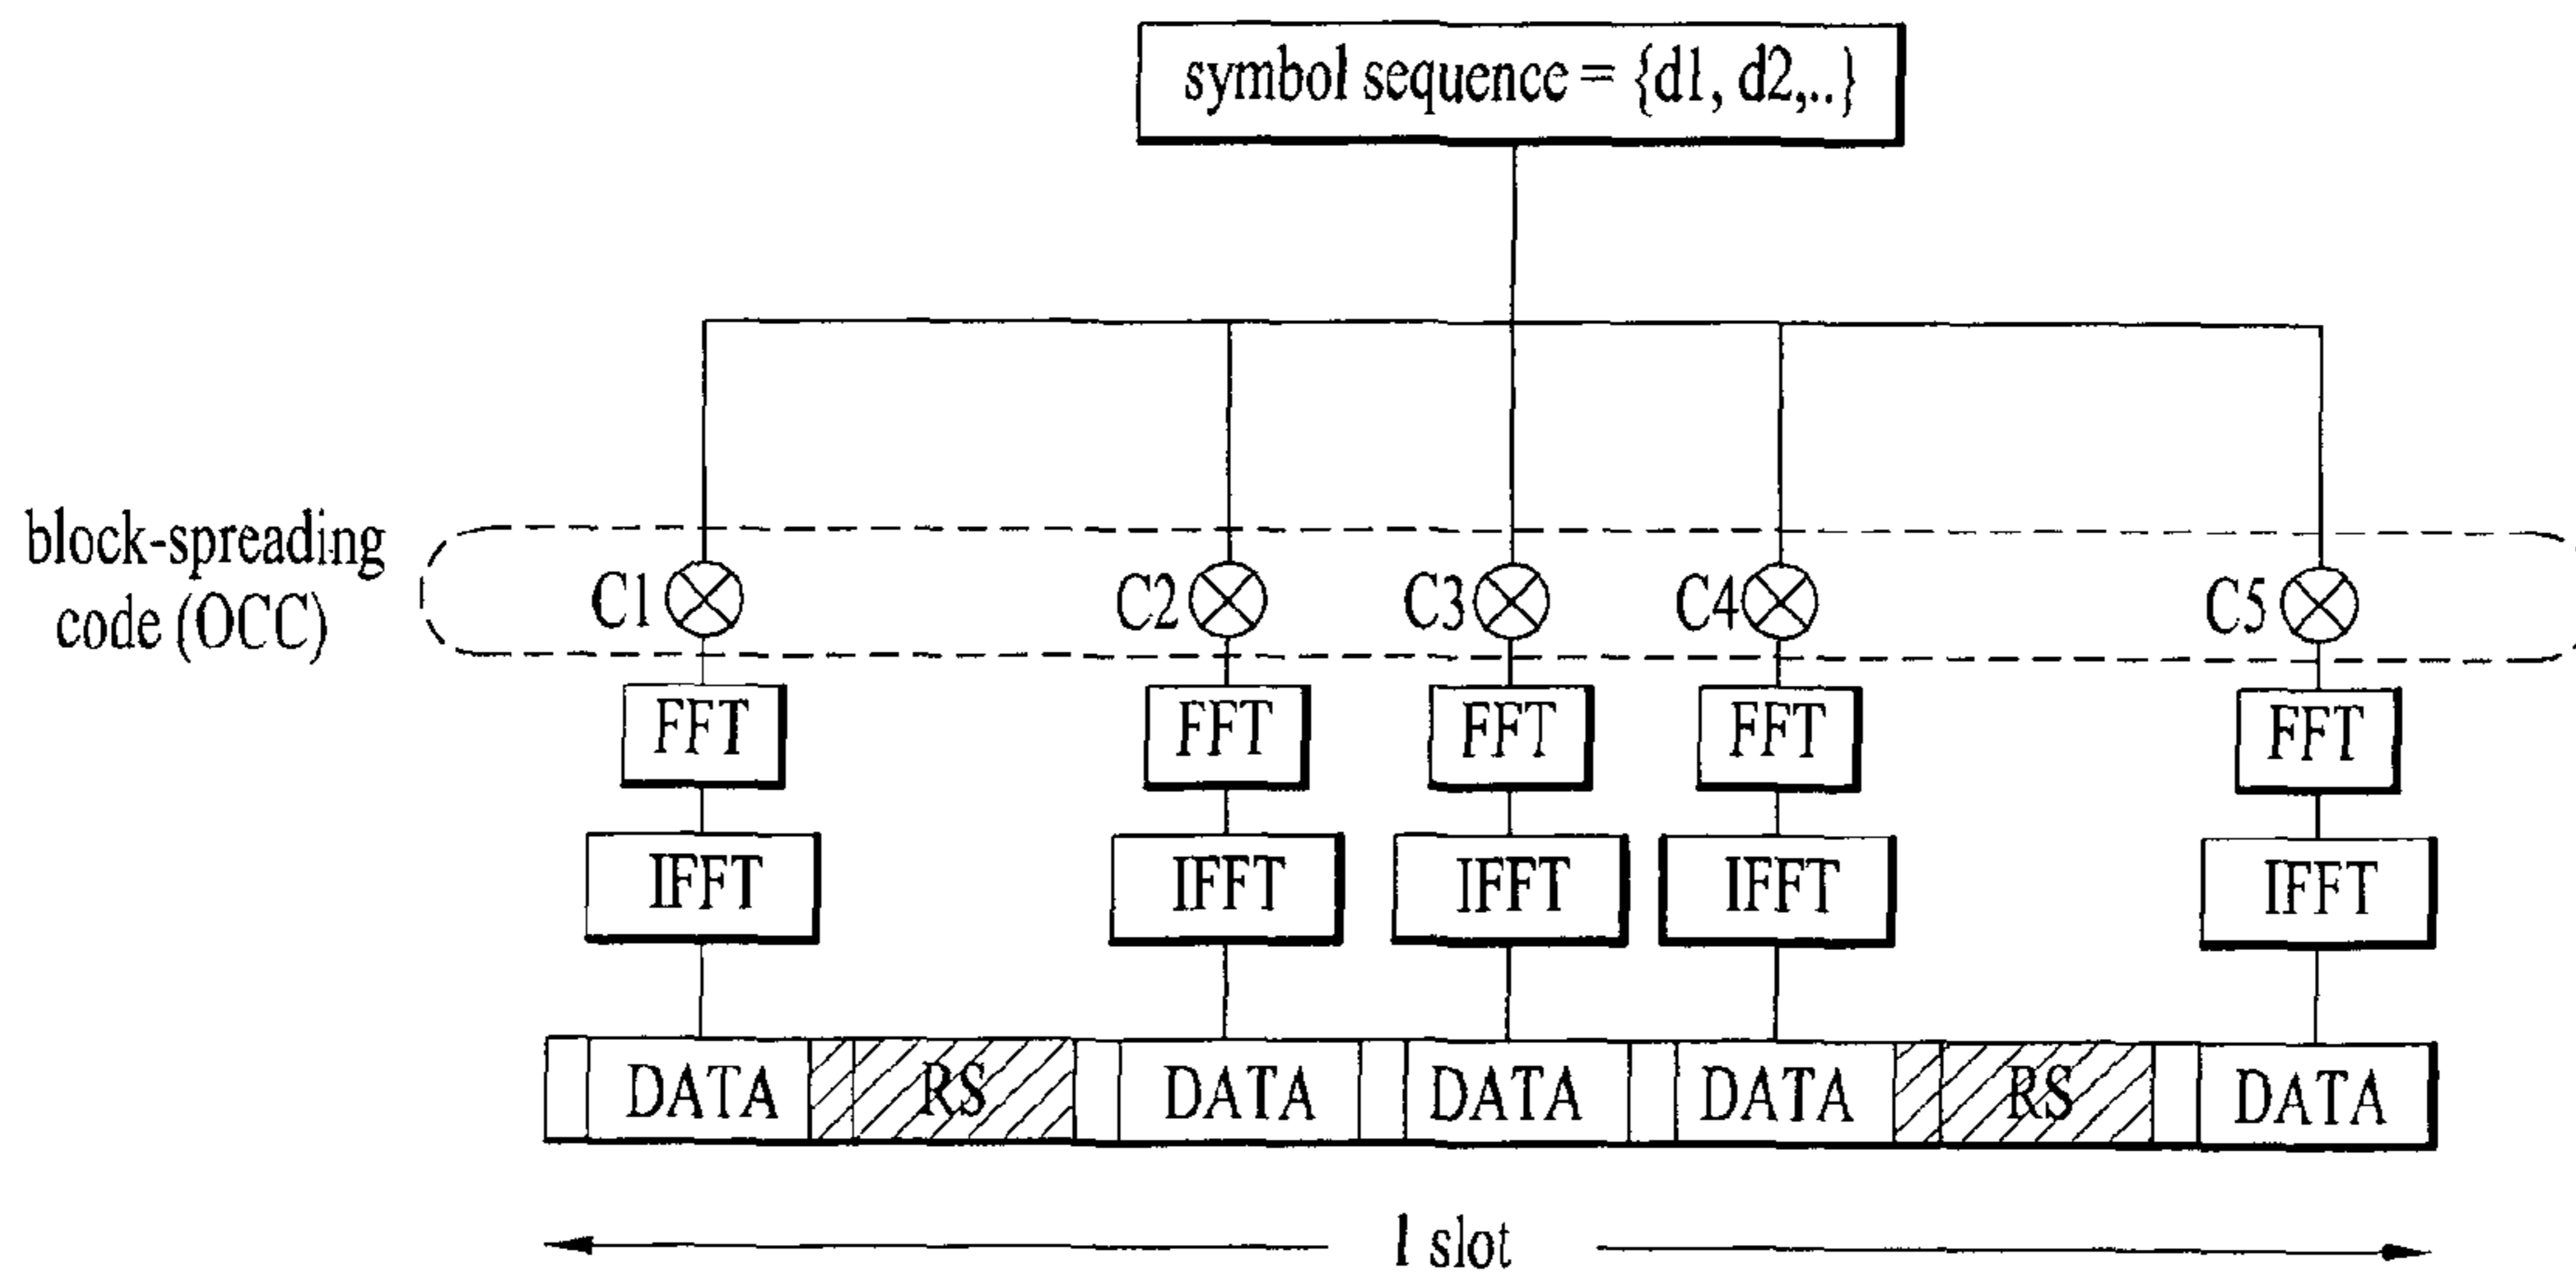 symbol sequence = {d1, d2,..}
block-spreading
code (OCC)
C1
C2
C3
C4
C5
FFT
FFT
FFT
FFT
FFT
IFFT
IFFT
IFFT
IFFT
IFFT
DATA
RS
DATA
DATA
DATA
RS
DATA
1 slot